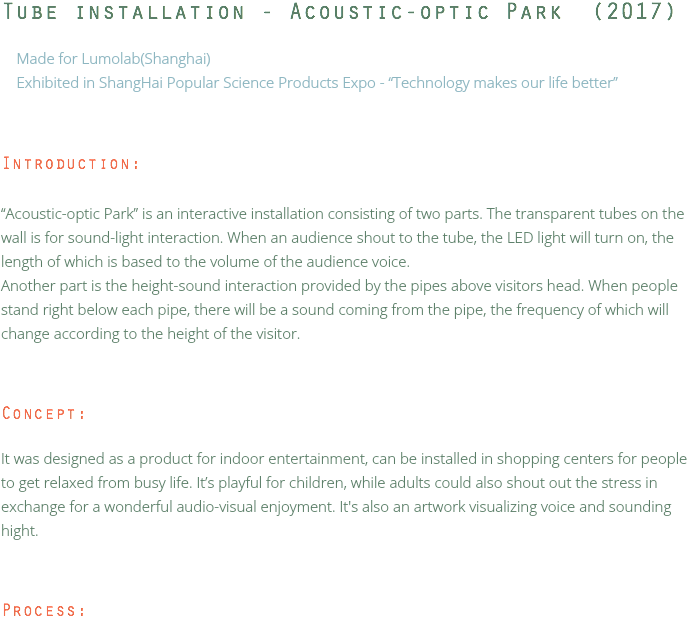 Tube installation - Acoustic-optic Park (2017)
Made for Lumolab(Shanghai)
Exhibited in ShangHai Popular Science Products Expo - “Technology makes our life better”
Introduction:
“Acoustic-optic Park” is an interactive installation consisting of two parts. The transparent tubes on the
wall is for sound-light interaction. When an audience shout to the tube, the LED light will turn on, the
length of which is based to the volume of the audience voice.
Another part is the height-sound interaction provided by the pipes above visitors head. When people
stand right below each pipe, there will be a sound coming from the pipe, the frequency of which will
change according to the height of the visitor.
Concept:
It was designed as a product for indoor entertainment, can be installed in shopping centers for people
to get relaxed from busy life. It’s playful for children, while adults could also shout out the stress in
exchange for a wonderful audio-visual enjoyment. It's also an artwork visualizing voice and sounding
hight.
Process: